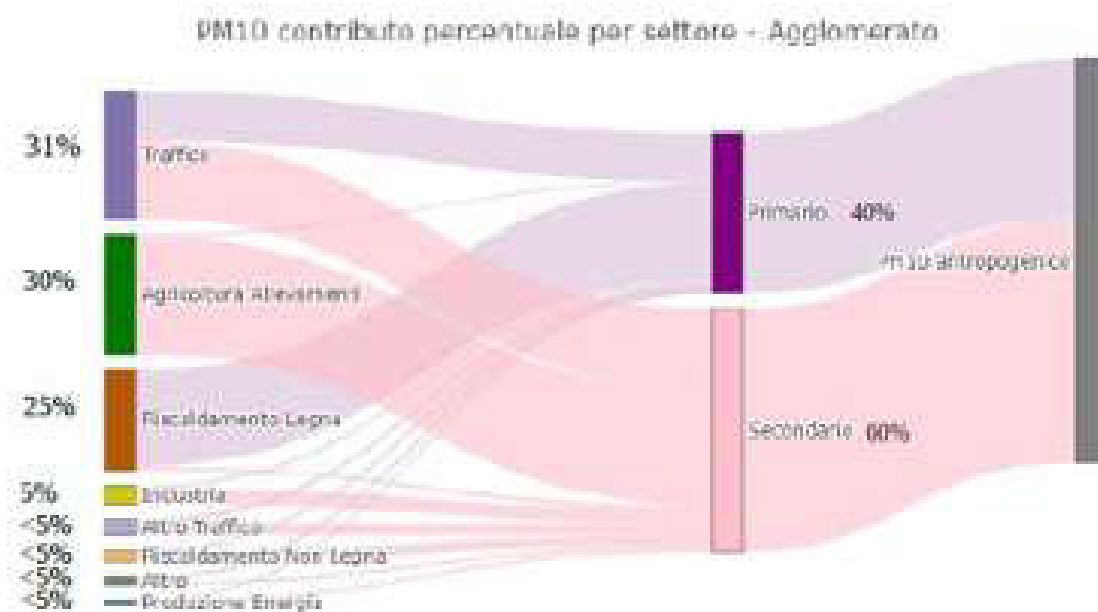 PM10 contributo percentuale per settore - Agglomerato
31%
Traffico
30%
Agricoltura Allevamenti
25%
Riscaldamento Legna
5%
Industria
<5%
Altro Traffico
<5%
Riscaldamento Non Legna
<5%
Altro
<5%
Produzione Energia
Primario 40%
Secondario 60%
PM10 antropogenico